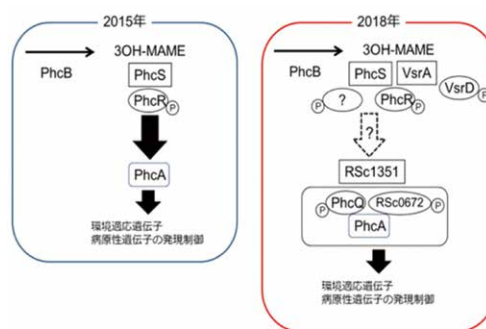 2015年
3OH-MAME
PhcB
PhcS
PhcR
P
PhcA
環境適応遺伝子
病原性遺伝子の発現制御
2018年
3OH-MAME
PhcB
PhcS
VsrA
VsrD
P
P
?
PhcR
P
?
RSc1351
PhcQ
RSc0672
P
P
PhcA
環境適応遺伝子
病原性遺伝子の発現制御